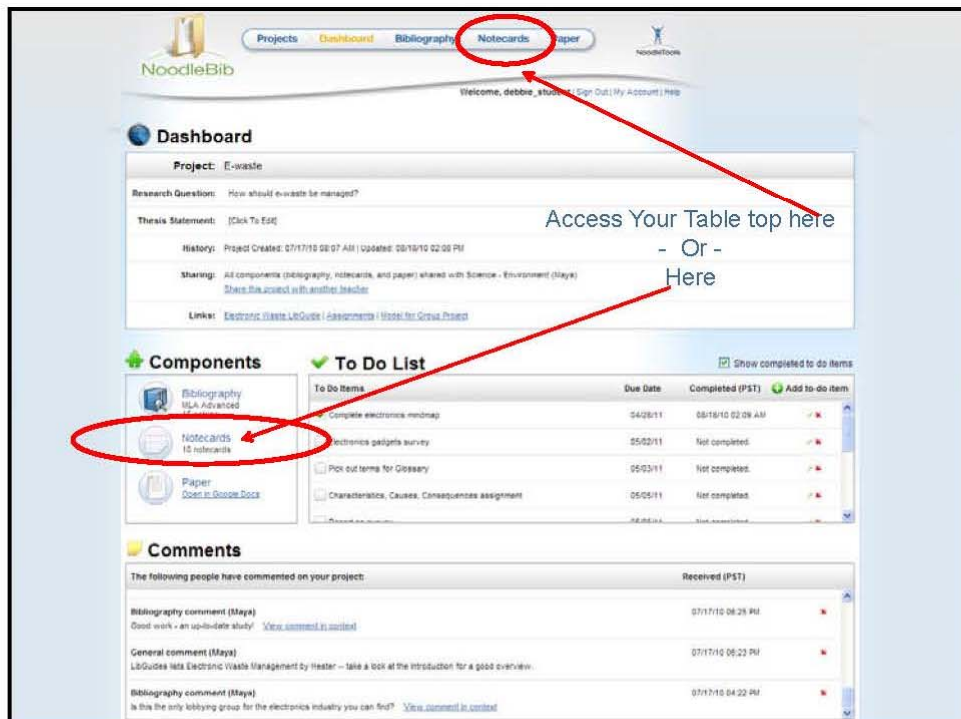 Projects Dashboard Bibliography Notecards Paper
NoodleTools
NoodleBib
Welcome, debbie_student | Sign Out | My Account | Help
Dashboard
Project: E-waste
Research Question: How should e-waste be managed?
Thesis Statement: [Click To Edit]
Access Your Table top here
- Or -
Here
History: Project Created: 07/17/10 08:07 AM | Updated: 08/18/10 02:08 PM
Sharing: All components (bibliography, notecards, and paper) shared with Science - Environment (Maya)
Share this project with another teacher
Links: Electronic Waste LibGuide | Assignments | Model for Group Project
Components
To Do List
Show completed to do items
To Do Items Due Date Completed (PST) Add to-do item
Bibliography
MLA Advanced
Complete electronics mindmap 04/28/11 08/18/10 02:09 AM
Notecards
10 notecards
Electronics gadgets survey 05/02/11 Not completed.
Pick out terms for Glossary 05/03/11 Not completed.
Paper
Open in Google Docs
Characteristics, Causes, Consequences assignment 05/05/11 Not completed.
Comments
The following people have commented on your project: Received (PST)
Bibliography comment (Maya) 07/17/10 06:25 PM
Good work - an up-to-date study! View comment in context
General comment (Maya) 07/17/10 06:23 PM
LibGuides lists Electronic Waste Management by Hester -- take a look at the introduction for a good overview.
Bibliography comment (Maya) 07/17/10 04:22 PM
Is this the only lobbying group for the electronics industry you can find? View comment in context